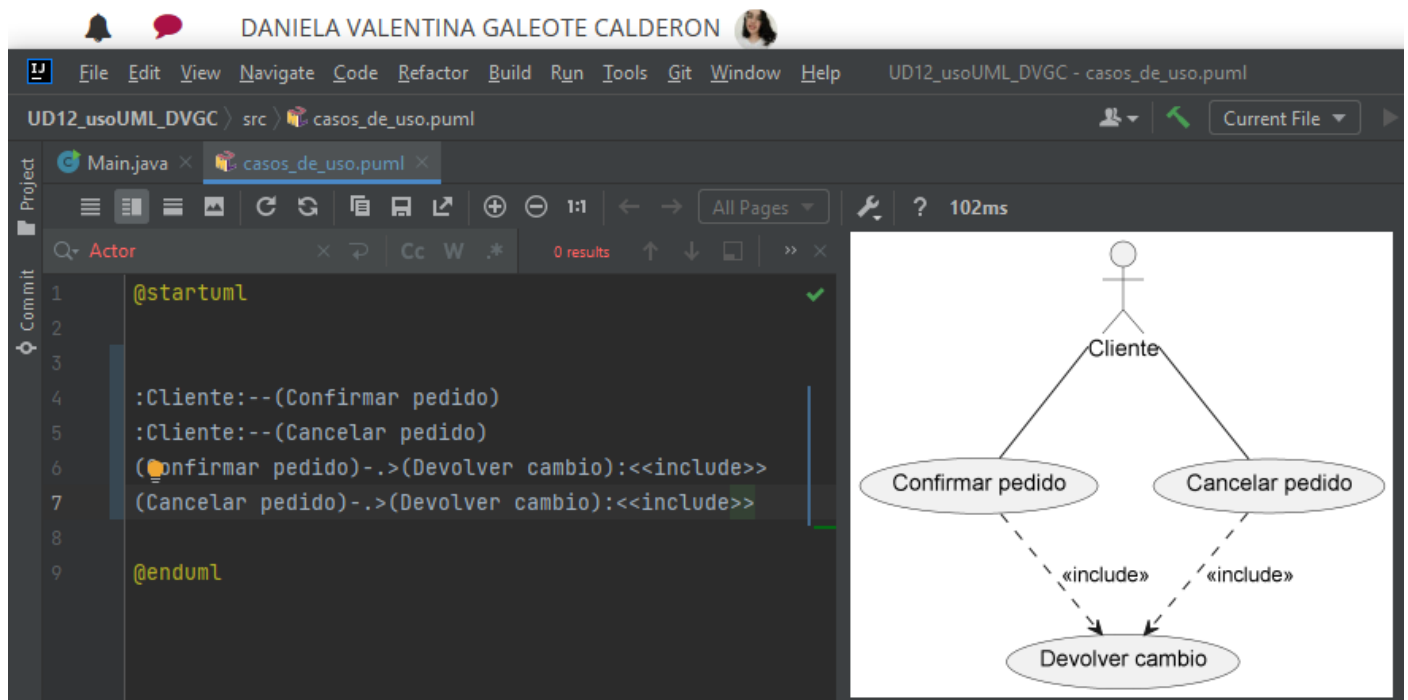 DANIELA VALENTINA GALEOTE CALDERON
IJ File Edit View Navigate Code Refactor Build Run Tools Git Window Help UD12_usoUML_DVGC - casos_de_uso.puml
UD12_usoUML_DVGC src casos_de_uso.puml Current File
Project
Commit
Main.java casos_de_uso.puml
1:1 All Pages ? 102ms
Actor Cc W .* 0 results
1 @startuml
2
3
4 :Cliente:--(Confirmar pedido)
5 :Cliente:--(Cancelar pedido)
6 (Confirmar pedido)-.>(Devolver cambio):<<include>>
7 (Cancelar pedido)-.>(Devolver cambio):<<include>>
8
9 @enduml
Cliente
Confirmar pedido Cancelar pedido
«include» «include»
Devolver cambio